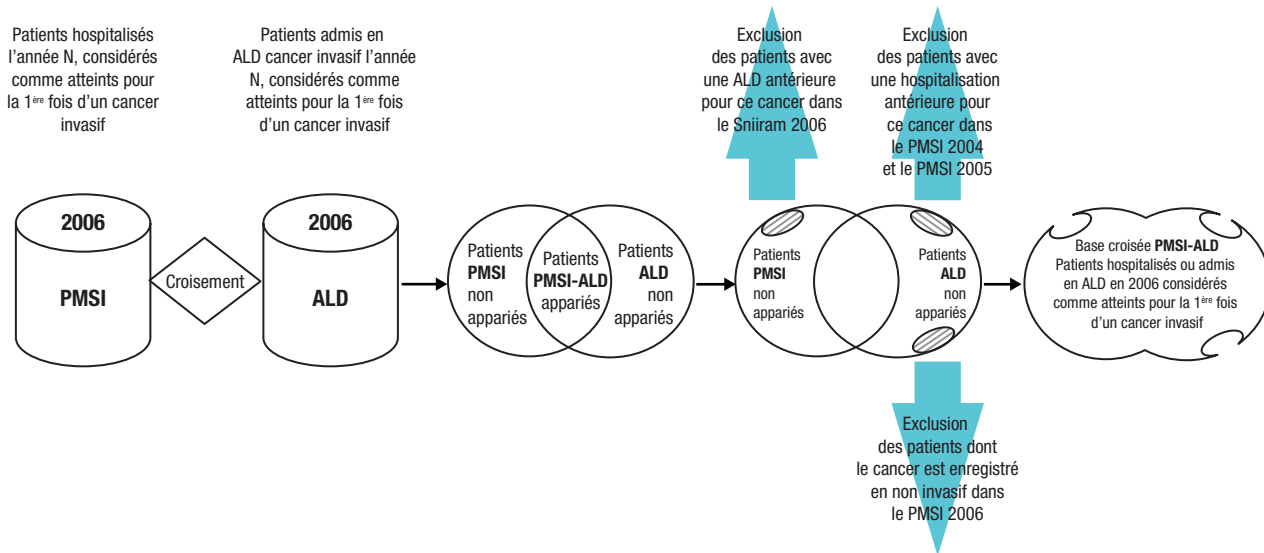 Patients hospitalisés
l'année N, considérés
comme atteints pour
la 1ère fois d'un cancer
invasif
Patients admis en
ALD cancer invasif l'année
N, considérés comme
atteints pour la 1ère fois
d'un cancer invasif
Exclusion
des patients avec
une ALD antérieure
pour ce cancer dans
le Sniiram 2006
Exclusion
des patients avec
une hospitalisation
antérieure pour
ce cancer dans
le PMSI 2004
et le PMSI 2005
2006
PMSI
Croisement
2006
ALD
Patients
PMSI
non
appariés
Patients
PMSI-ALD
appariés
Patients
ALD
non
appariés
Patients
PMSI
non
appariés
Patients
ALD
non
appariés
Base croisée PMSI-ALD
Patients hospitalisés ou admis
en ALD en 2006 considérés
comme atteints pour la 1ère fois
d'un cancer invasif
Exclusion
des patients dont
le cancer est enregistré
en non invasif dans
le PMSI 2006